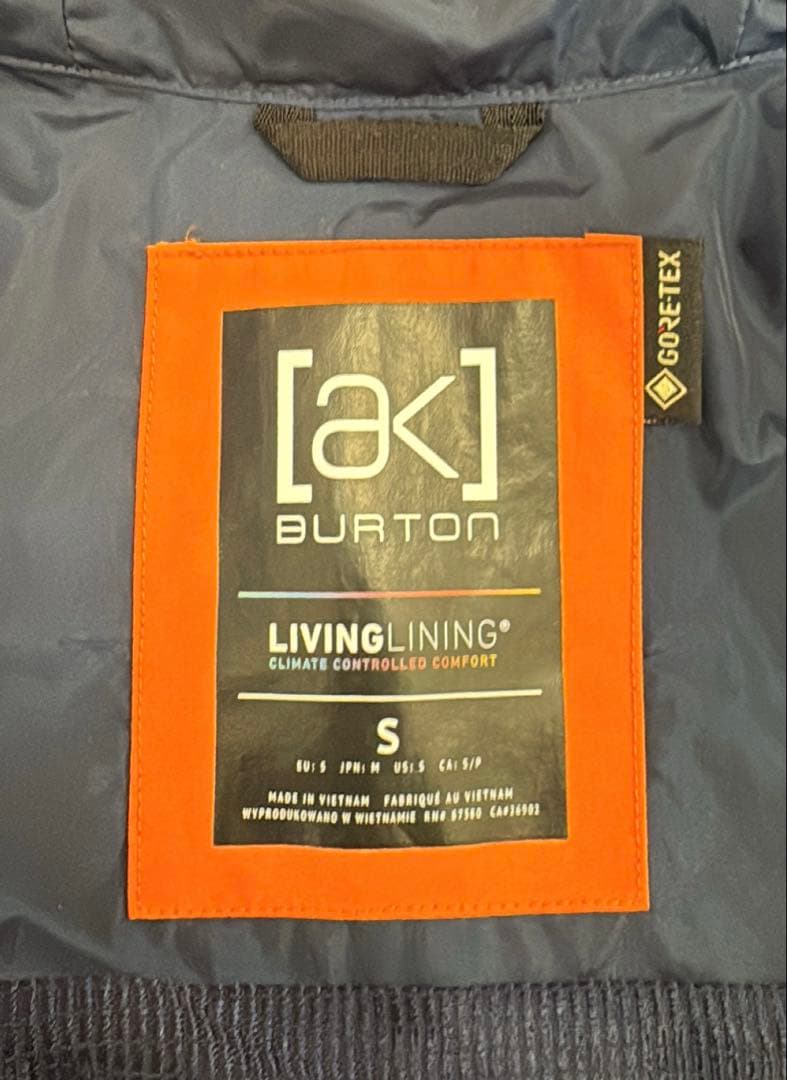 [ak]
BURTON
GORE-TEX
LIVINGLINING®
CLIMATE CONTROLLED COMFORT
S
EU: S JPN: M US: S CA: S/P
MADE IN VIETNAM FABRIQUÉ AU VIETNAM
WYPRODUKOWANO W WIETNAMIE RN# 87580 CA#36903